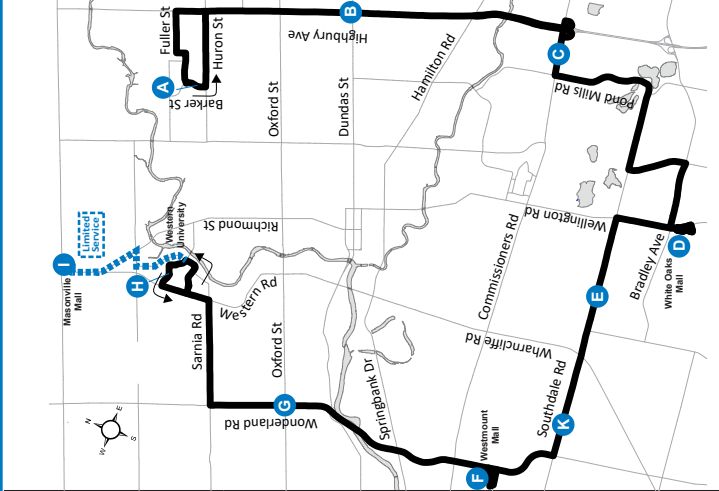 Fuller St
Huron St
B
Highbury Ave
A
Barker St
Oxford St
Dundas St
Hamilton Rd
C
Pond Mills Rd
Limited
Service
Western
University
Richmond St
Wellington Rd
I
Masonville
Mall
H
Western Rd
Commissioners Rd
Bradley Ave
D
White Oaks
Mall
E
Sarnia Rd
Oxford St
Wharncliffe Rd
Springbank Dr
Southdale Rd
G
Wonderland Rd
K
Westmount
Mall
F
N
E
S
W